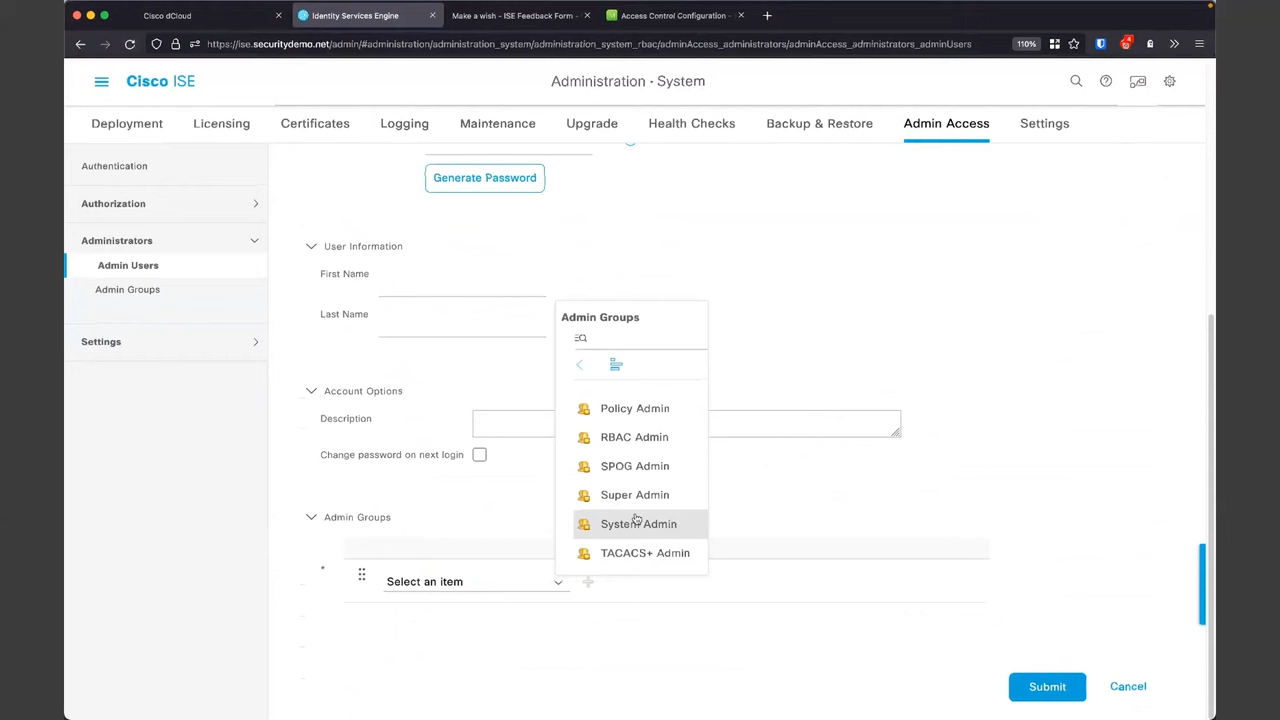 Cisco dCloud
Identity Services Engine
Make a wish - ISE Feedback Form -
Access Control Configuration -
https://ise.securitydemo.net/admin/#administration/administration_system/administration_system_rbac/adminAccess_administrators/adminAccess_administrators_adminUsers
110%
4
Cisco ISE
Administration · System
Deployment
Licensing
Certificates
Logging
Maintenance
Upgrade
Health Checks
Backup & Restore
Admin Access
Settings
Authentication
Authorization
Administrators
Admin Users
Admin Groups
Settings
Generate Password
User Information
First Name
Last Name
Account Options
Description
Change password on next login
Admin Groups
*
Select an item
Admin Groups
Policy Admin
RBAC Admin
SPOG Admin
Super Admin
System Admin
TACACS+ Admin
Submit
Cancel